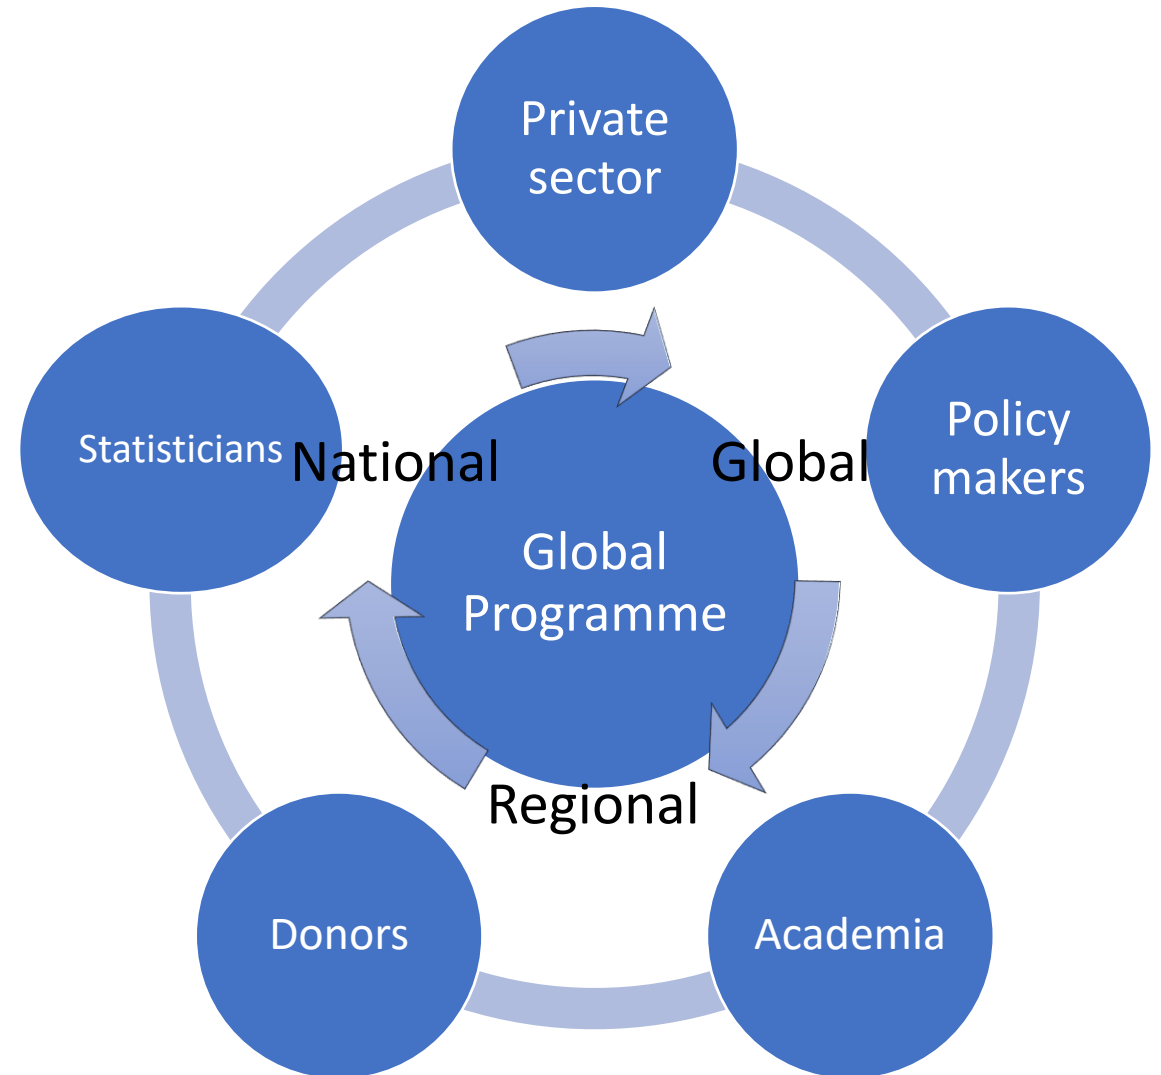 Private
sector
Policy
makers
Statisticians
National
Global
Global
Programme
Regional
Donors
Academia